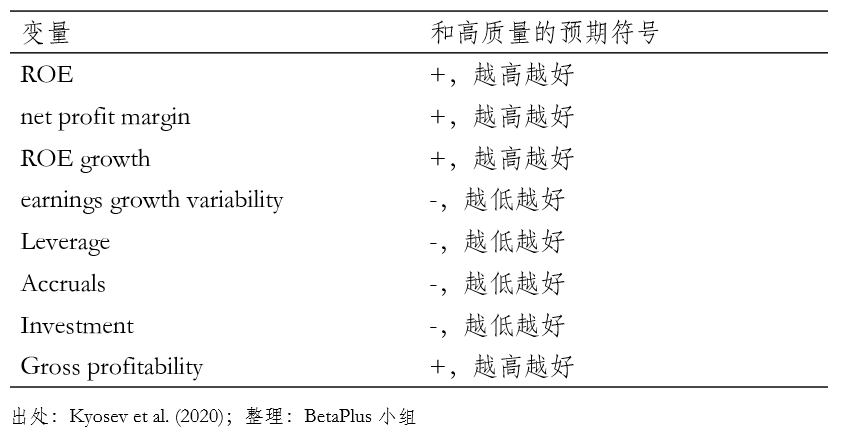 变量 和高质量的预期符号
ROE +，越高越好
net profit margin +，越高越好
ROE growth +，越高越好
earnings growth variability -，越低越好
Leverage -，越低越好
Accruals -，越低越好
Investment -，越低越好
Gross profitability +，越高越好
出处：Kyosev et al. (2020)；整理：BetaPlus 小组